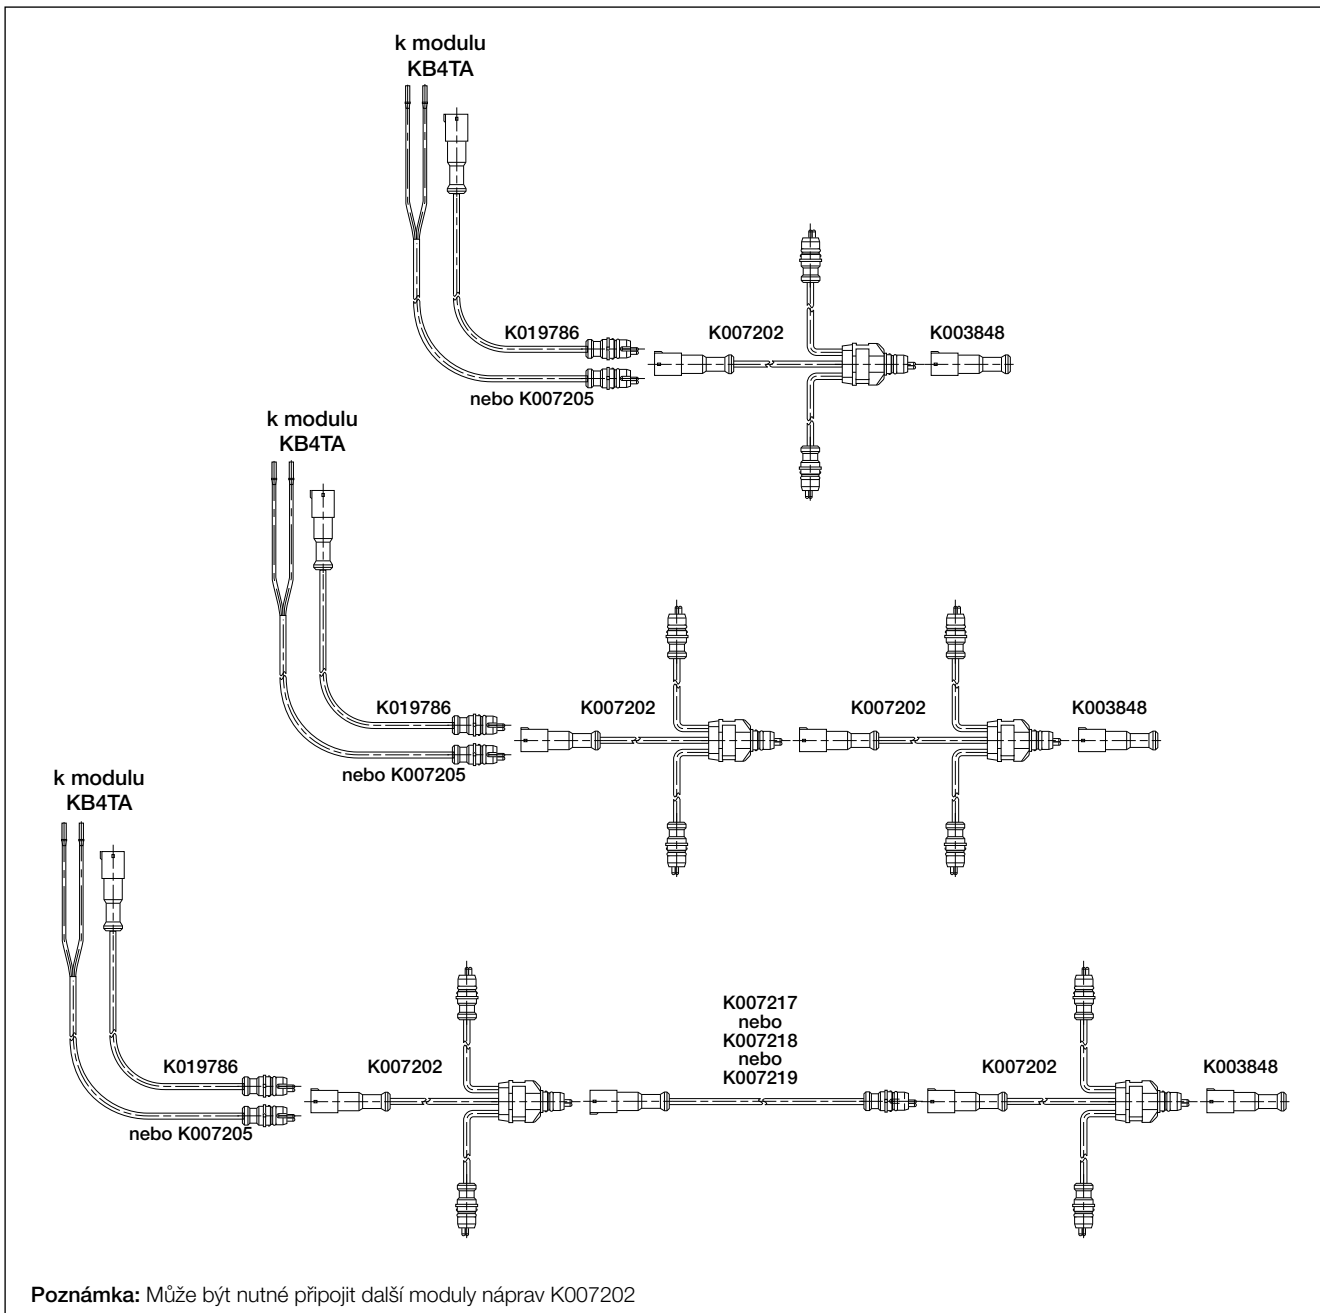 k modulu
KB4TA
K019786
K007202
K003848
nebo K007205
k modulu
KB4TA
K019786
K007202
K007202
K003848
nebo K007205
k modulu
KB4TA
K007217
nebo
K007218
nebo
K007219
K019786
K007202
K007202
K003848
nebo K007205
Poznámka: Může být nutné připojit další moduly náprav K007202